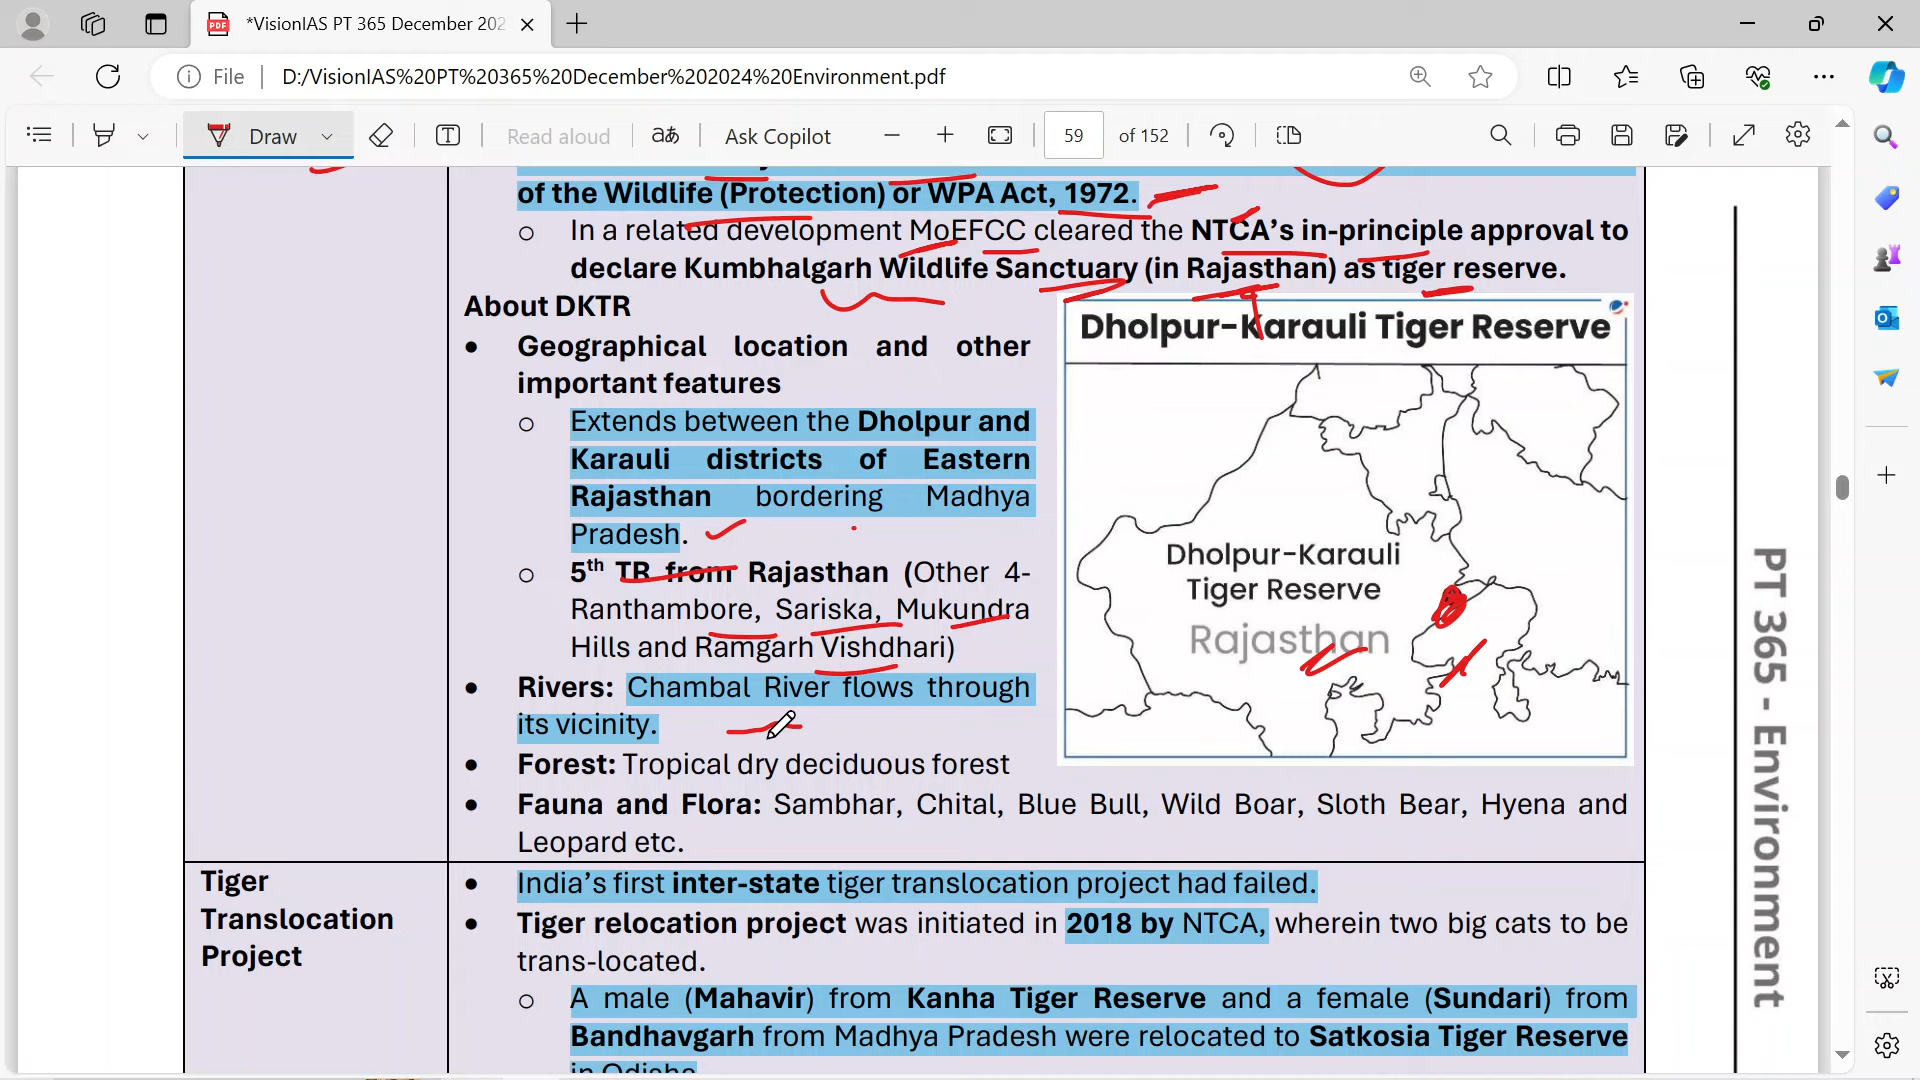 *VisionIAS PT 365 December 202
File
D:/VisionIAS%20PT%20365%20December%202024%20Environment.pdf
Draw
Read aloud
aあ
Ask Copilot
59
of 152
of the Wildlife (Protection) or WPA Act, 1972.
o In a related development MoEFCC cleared the NTCA's in-principle approval to
declare Kumbhalgarh Wildlife Sanctuary (in Rajasthan) as tiger reserve.
About DKTR
• Geographical location and other
important features
o Extends between the Dholpur and
Karauli districts of Eastern
Rajasthan bordering Madhya
Pradesh.
o 5th TR from Rajasthan (Other 4-
Ranthambore, Sariska, Mukundra
Hills and Ramgarh Vishdhari)
• Rivers: Chambal River flows through
its vicinity.
• Forest: Tropical dry deciduous forest
Dholpur-Karauli Tiger Reserve
Dholpur-Karauli
Tiger Reserve
Rajasthan
• Fauna and Flora: Sambhar, Chital, Blue Bull, Wild Boar, Sloth Bear, Hyena and
Leopard etc.
Tiger
Translocation
Project
• India's first inter-state tiger translocation project had failed.
• Tiger relocation project was initiated in 2018 by NTCA, wherein two big cats to be
trans-located.
o A male (Mahavir) from Kanha Tiger Reserve and a female (Sundari) from
Bandhavgarh from Madhya Pradesh were relocated to Satkosia Tiger Reserve
in Odisha
PT 365 - Environment